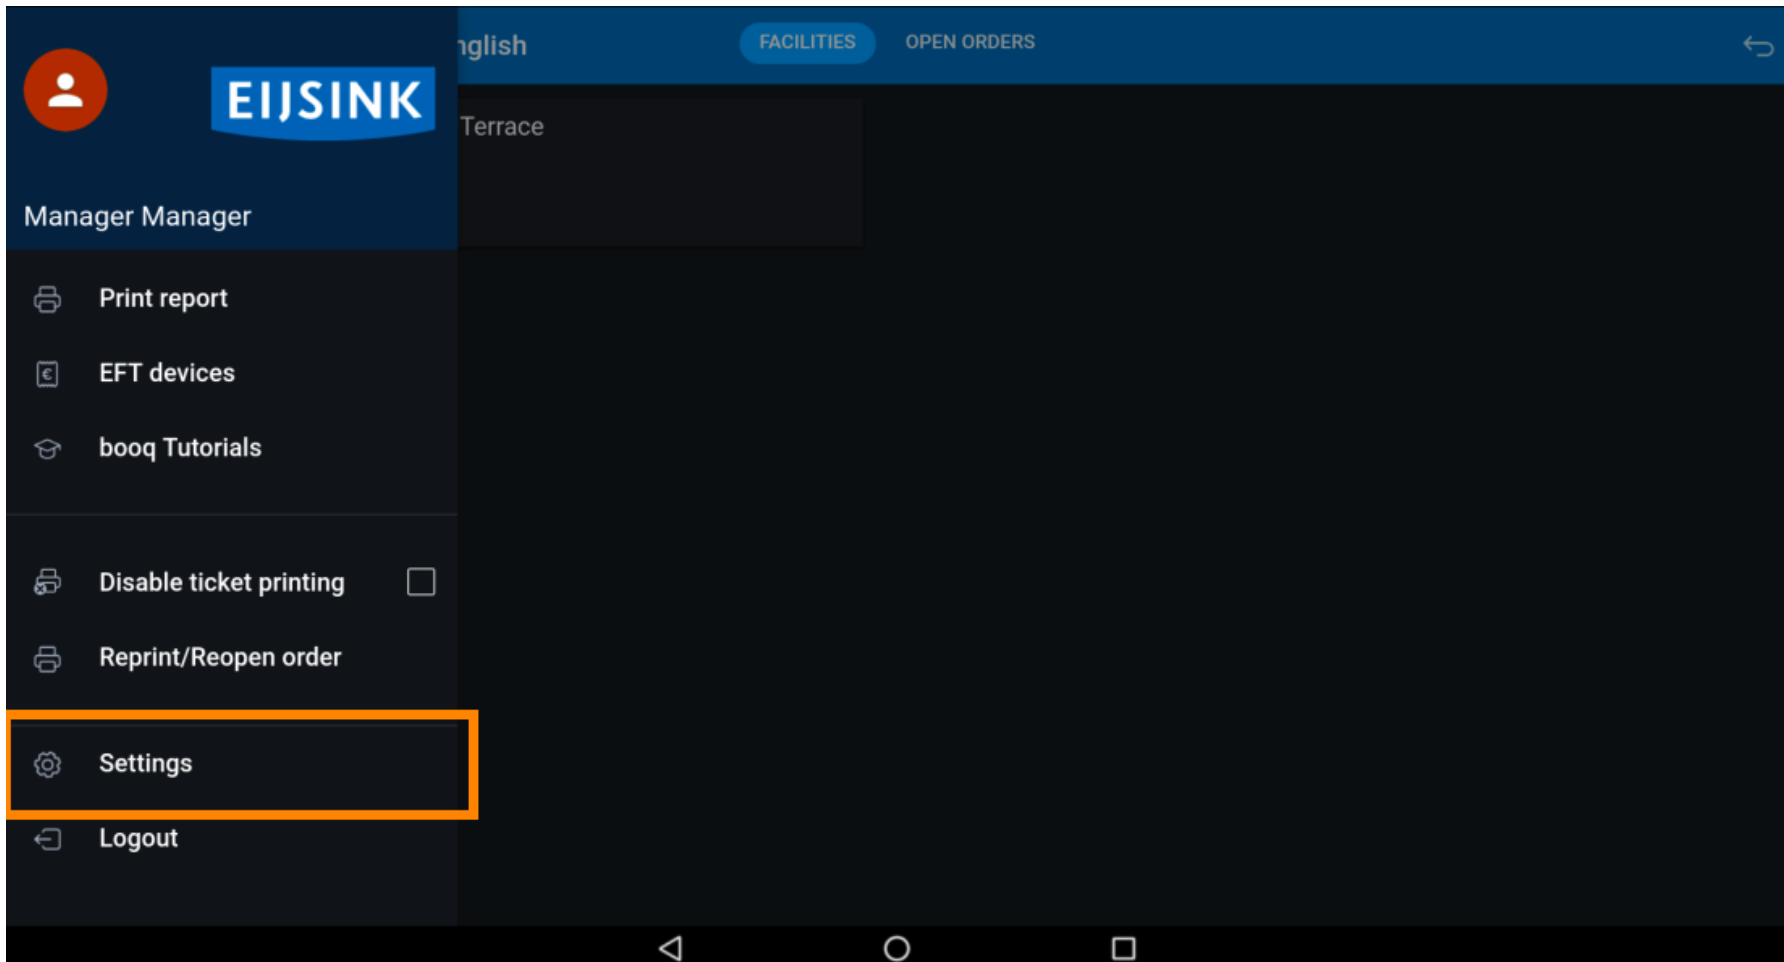 EIJSINK
Manager Manager
Print report
EFT devices
booq Tutorials
Disable ticket printing
Reprint/Reopen order
Settings
Logout
nglish
FACILITIES
OPEN ORDERS
Terrace